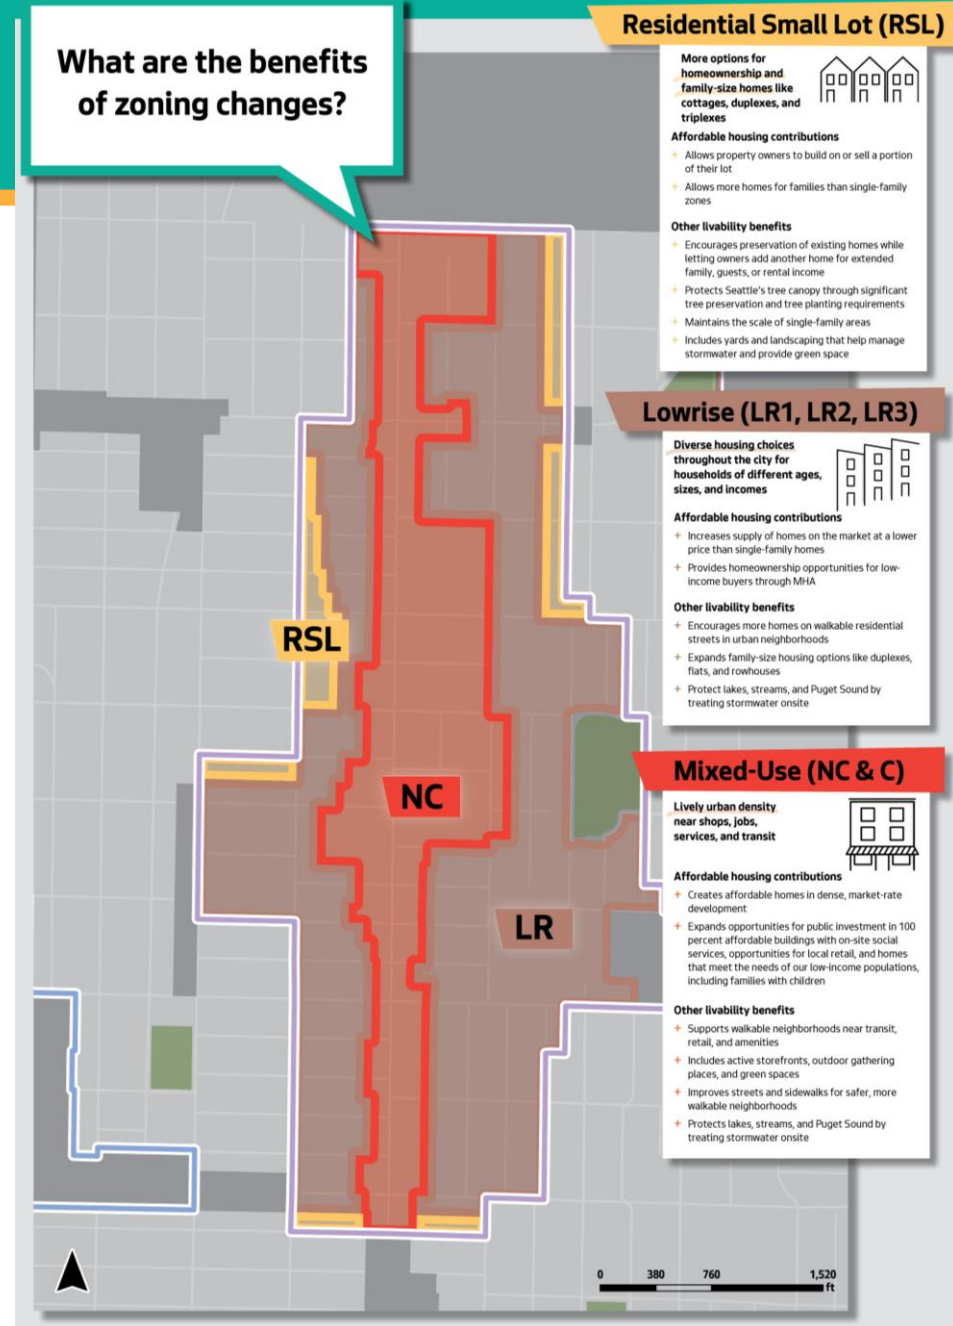 What are the benefits
of zoning changes?
Residential Small Lot (RSL)
More options for
homeownership and
family-size homes like
cottages, duplexes, and
triplexes
Affordable housing contributions
+ Allows property owners to build on or sell a portion
of their lot
+ Allows more homes for families than single-family
zones
Other livability benefits
+ Encourages preservation of existing homes while
letting owners add another home for extended
family, guests, or rental income
+ Protects Seattle's tree canopy through significant
tree preservation and tree planting requirements
+ Maintains the scale of single-family areas
+ Includes yards and landscaping that help manage
stormwater and provide green space
Lowrise (LR1, LR2, LR3)
Diverse housing choices
throughout the city for
households of different ages,
sizes, and incomes
Affordable housing contributions
+ Increases supply of homes on the market at a lower
price than single-family homes
+ Provides homeownership opportunities for low-
income buyers through MHA
Other livability benefits
+ Encourages more homes on walkable residential
streets in urban neighborhoods
+ Expands family-size housing options like duplexes,
flats, and rowhouses
+ Protect lakes, streams, and Puget Sound by
treating stormwater onsite
Mixed-Use (NC & C)
Lively urban density
near shops, jobs,
services, and transit
Affordable housing contributions
+ Creates affordable homes in dense, market-rate
development
+ Expands opportunities for public investment in 100
percent affordable buildings with on-site social
services, opportunities for local retail, and homes
that meet the needs of our low-income populations,
including families with children
Other livability benefits
+ Supports walkable neighborhoods near transit,
retail, and amenities
+ Includes active storefronts, outdoor gathering
places, and green spaces
+ Improves streets and sidewalks for safer, more
walkable neighborhoods
+ Protects lakes, streams, and Puget Sound by
treating stormwater onsite
RSL
NC
LR
0 380 760 1,520
ft